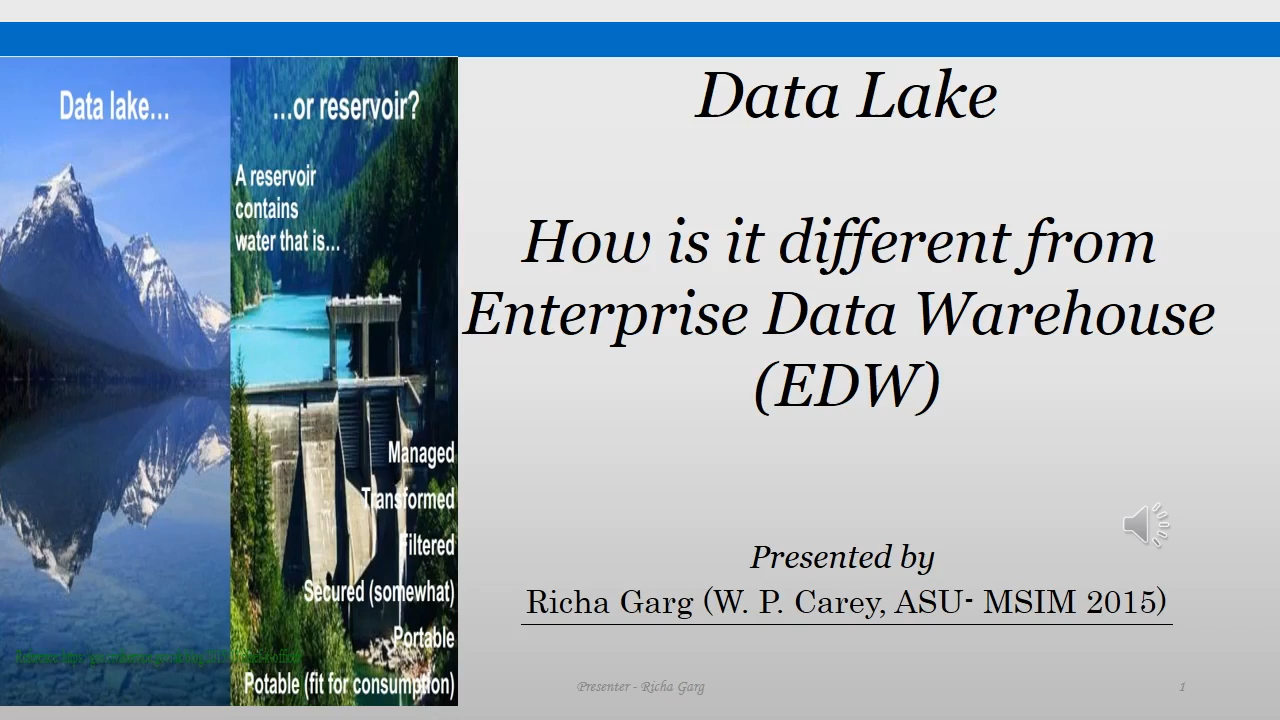 Data lake...
...or reservoir?
A reservoir
contains
water that is...
Managed
Transformed
Filtered
Secured (somewhat)
Portable
Potable (fit for consumption)
Data Lake
How is it different from
Enterprise Data Warehouse
(EDW)
Presented by
Richa Garg (W. P. Carey, ASU- MSIM 2015)
Presenter - Richa Garg
1